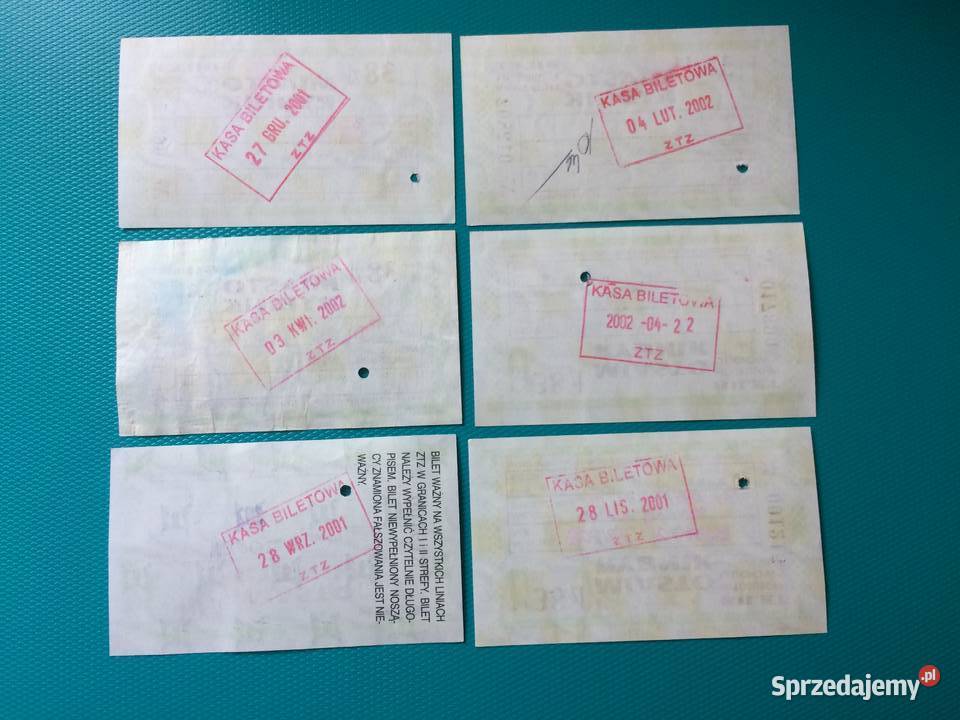 KASA BILETOWA
27 GRU. 2001
ZTZ
KASA BILETOWA
04 LUT. 2002
ZTZ
KASA BILETOWA
03 KWI. 2002
ZTZ
KASA BILETOWA
2002 -04- 22
ZTZ
KASA BILETOWA
28 WRZ. 2001
ZTZ
BILET WAŻNY NA WSZYSTKICH LINIACH
ZTZ W GRANICACH I i II STREFY. BILET
NALEŻY WYPEŁNIĆ CZYTELNIE DŁUGO-
PISEM. BILET NIEWYPEŁNIONY NOSZĄ-
CY ZNAMIONA FAŁSZOWANIA JEST NIE-
WAŻNY.
KASA BILETOWA
28 LIS. 2001
ZTZ
Sprzedajemy.pl